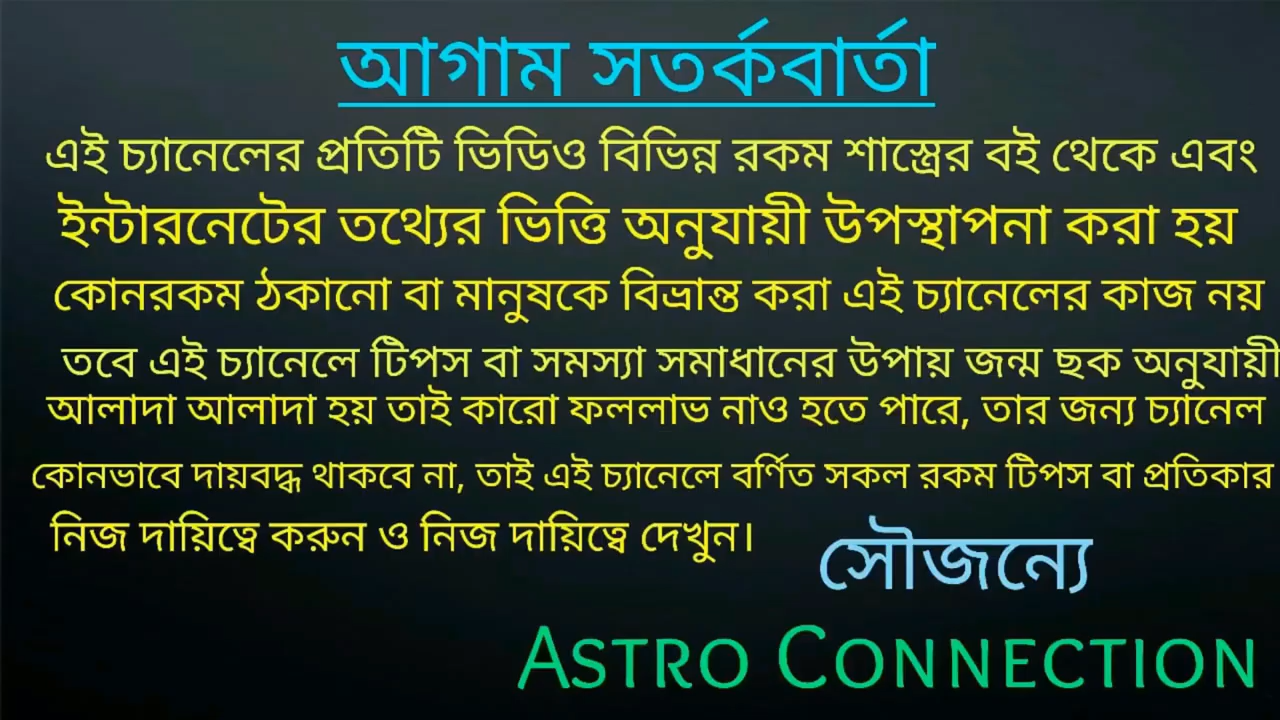 আগাম সতর্কবার্তা
এই চ্যানেলের প্রতিটি ভিডিও বিভিন্ন রকম শাস্ত্রের বই থেকে এবং
ইন্টারনেটের তথ্যের ভিত্তি অনুযায়ী উপস্থাপনা করা হয়
কোনরকম ঠকানো বা মানুষকে বিভ্রান্ত করা এই চ্যানেলের কাজ নয়
তবে এই চ্যানেলে টিপস বা সমস্যা সমাধানের উপায় জন্ম ছক অনুযায়ী
আলাদা আলাদা হয় তাই কারো ফললাভ নাও হতে পারে, তার জন্য চ্যানেল
কোনভাবে দায়বদ্ধ থাকবে না, তাই এই চ্যানেলে বর্ণিত সকল রকম টিপস বা প্রতিকার
নিজ দায়িত্বে করুন ও নিজ দায়িত্বে দেখুন।
সৌজন্যে
ASTRO CONNECTION